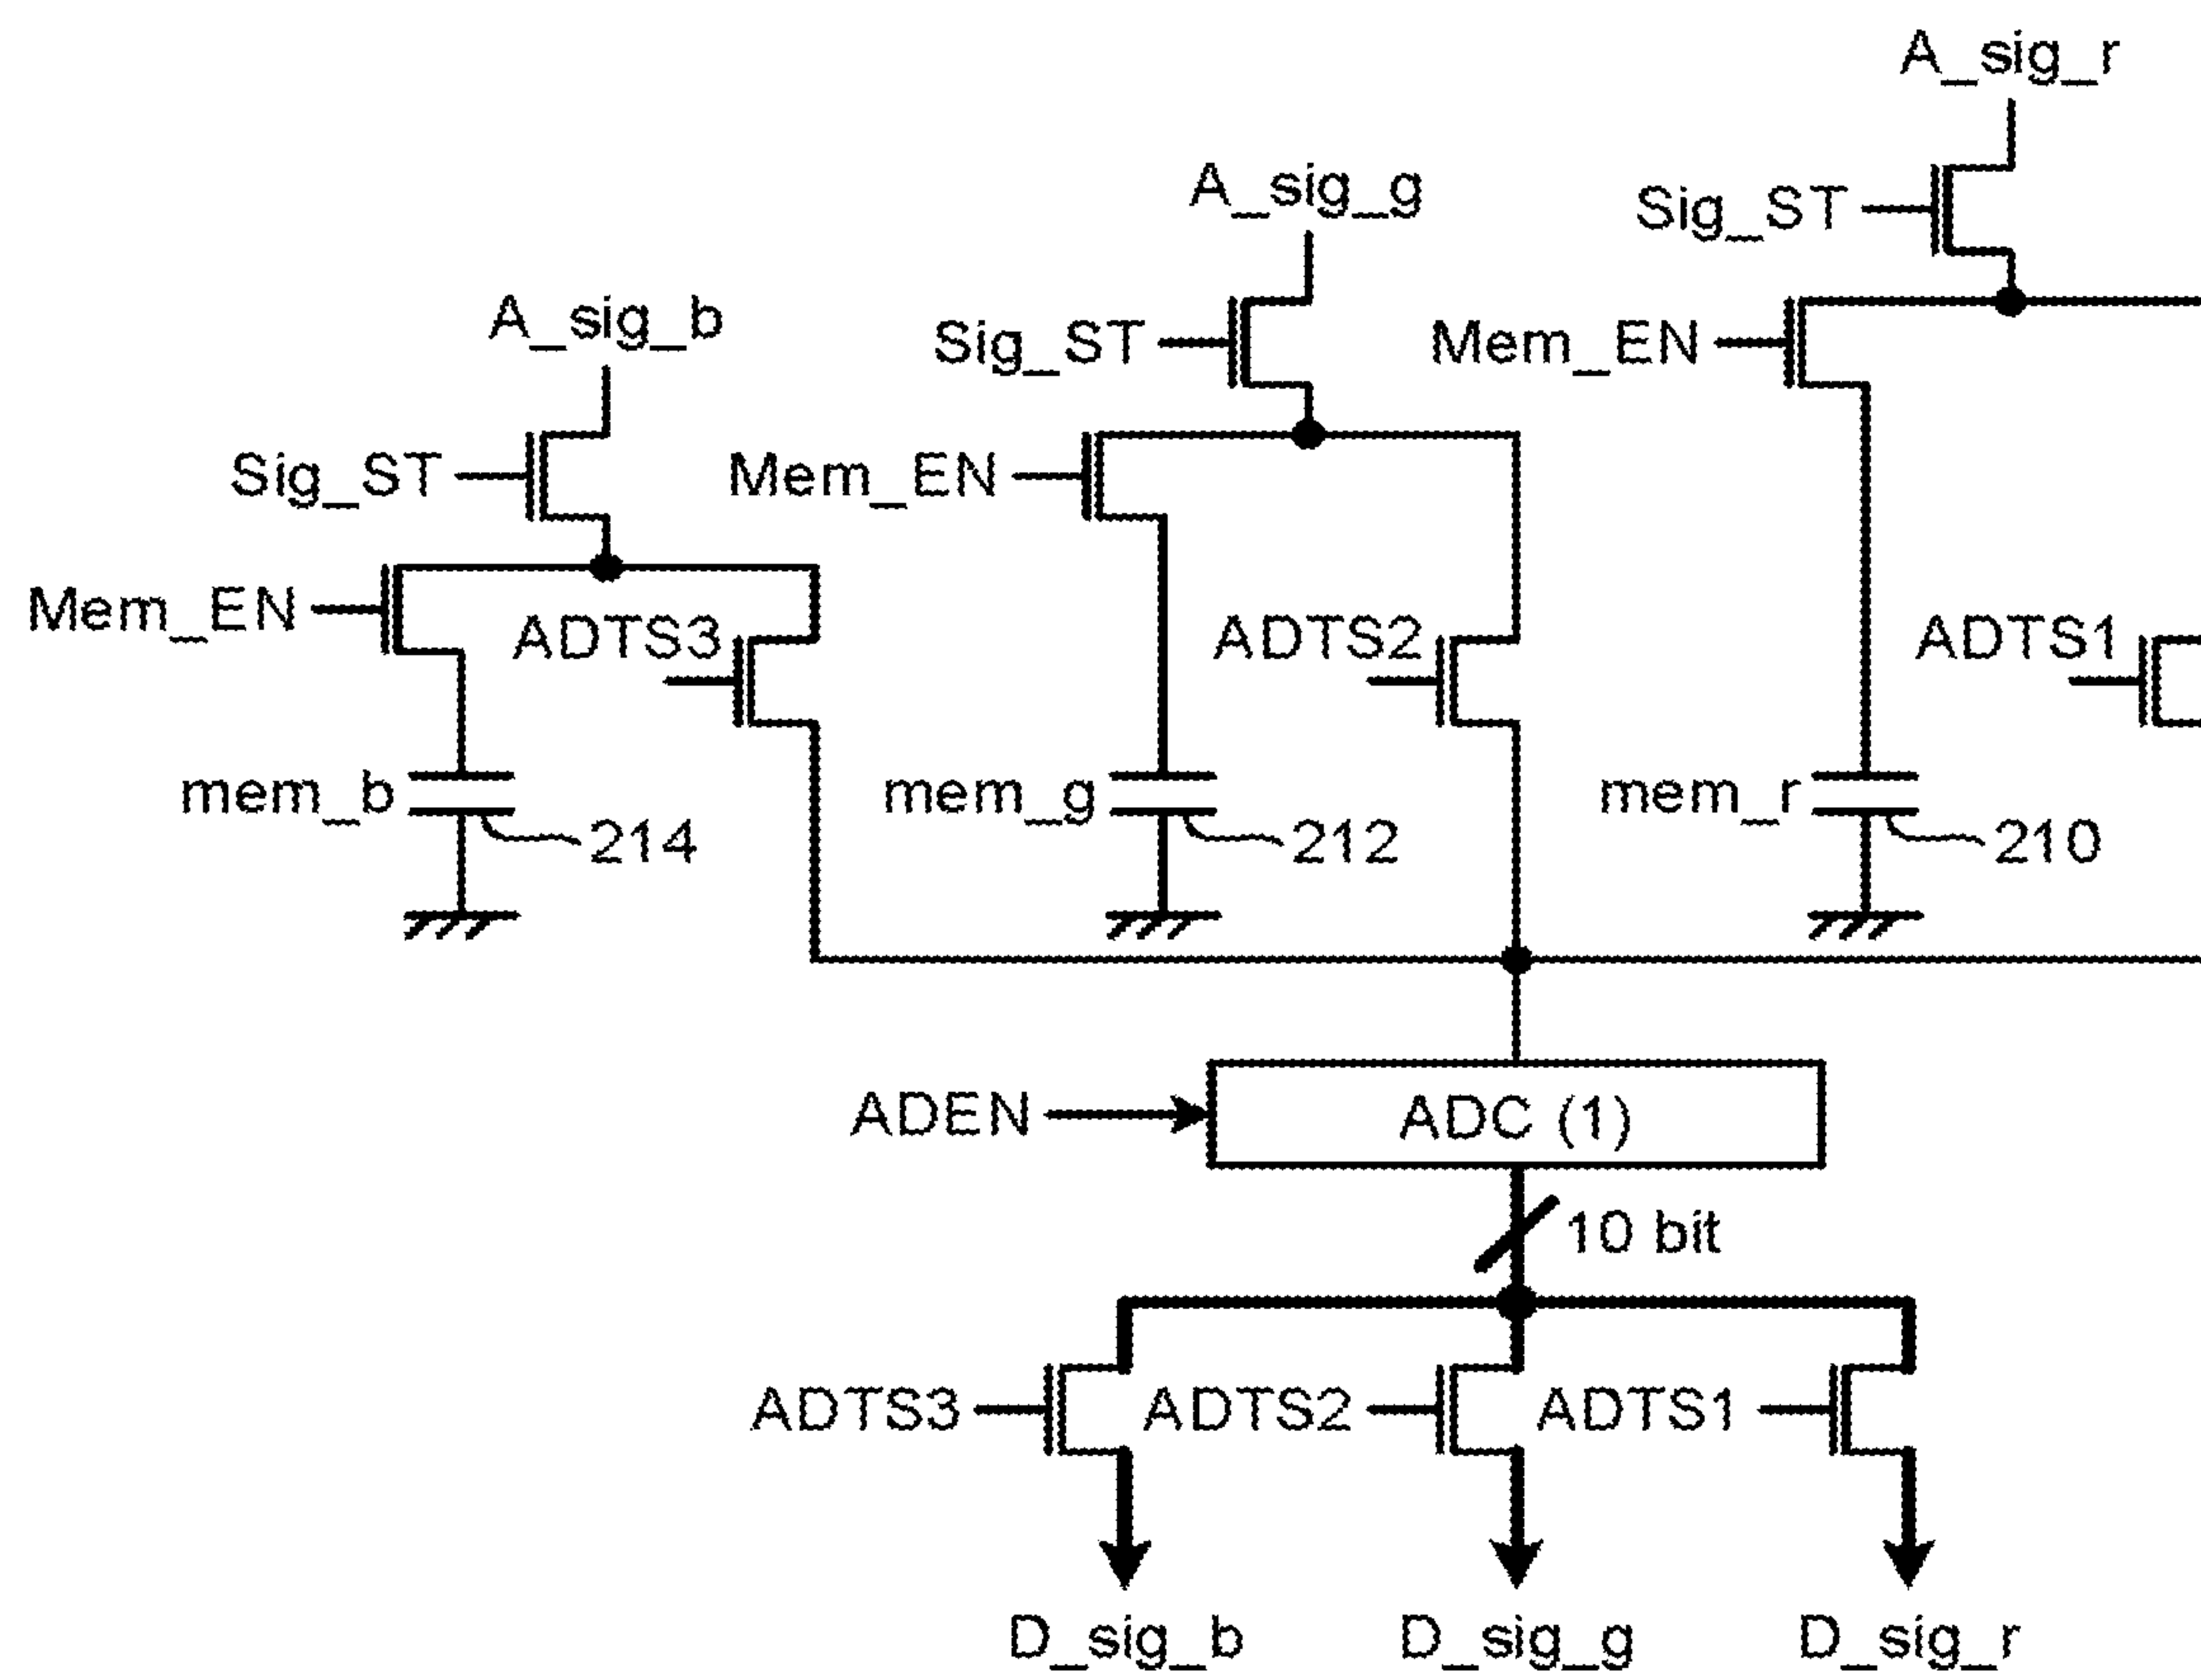 A_sig_r
A_sig_g
Sig_ST
A_sig_b
Sig_ST
Mem_EN
Sig_ST
Mem_EN
Mem_EN
ADTS3
ADTS2
ADTS1
mem_b
214
mem_g
212
mem_r
210
ADEN
ADC (1)
10 bit
ADTS3
ADTS2
ADTS1
D_sig_b
D_sig_g
D_sig_r